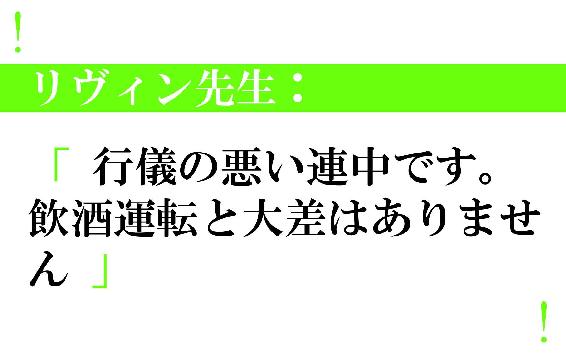 !
リヴィン先生：
「 行儀の悪い連中です。
飲酒運転と大差はありませ
ん 」
!